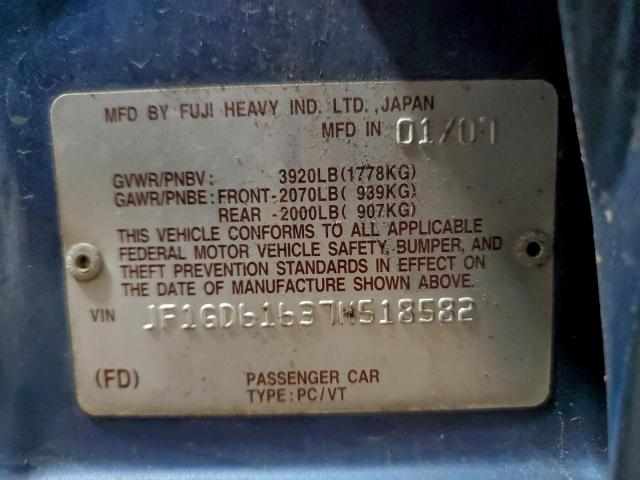 MFD BY FUJI HEAVY IND. LTD., JAPAN
MFD IN 01/07
GVWR/PNBV: 3920LB(1778KG)
GAWR/PNBE: FRONT-2070LB( 939KG)
REAR -2000LB( 907KG)
THIS VEHICLE CONFORMS TO ALL APPLICABLE
FEDERAL MOTOR VEHICLE SAFETY, BUMPER, AND
THEFT PREVENTION STANDARDS IN EFFECT ON
THE DATE OF MANUFACTURE SHOWN ABOVE.
VIN JF1GD61637H518582
(FD) PASSENGER CAR
TYPE: PC/VT